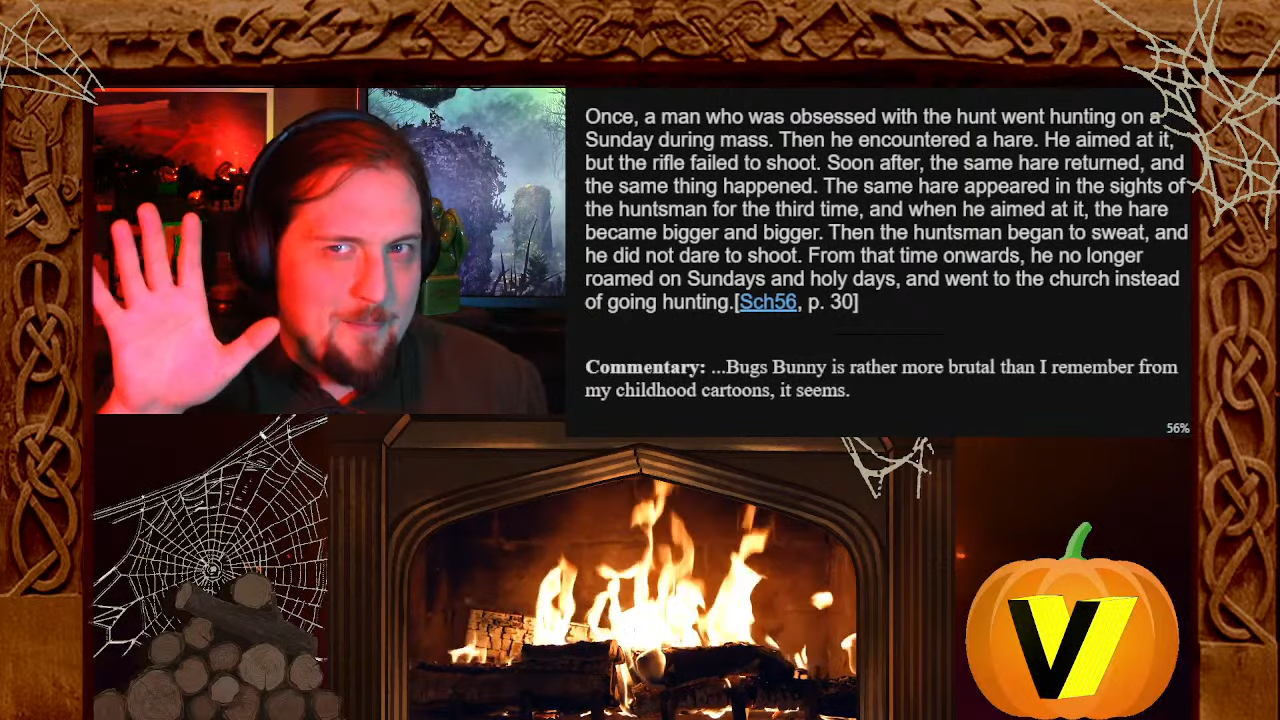 Once, a man who was obsessed with the hunt went hunting on a
Sunday during mass. Then he encountered a hare. He aimed at it,
but the rifle failed to shoot. Soon after, the same hare returned, and
the same thing happened. The same hare appeared in the sights of
the huntsman for the third time, and when he aimed at it, the hare
became bigger and bigger. Then the huntsman began to sweat, and
he did not dare to shoot. From that time onwards, he no longer
roamed on Sundays and holy days, and went to the church instead
of going hunting.[Sch56, p. 30]
Commentary: ...Bugs Bunny is rather more brutal than I remember from
my childhood cartoons, it seems.
56%
V